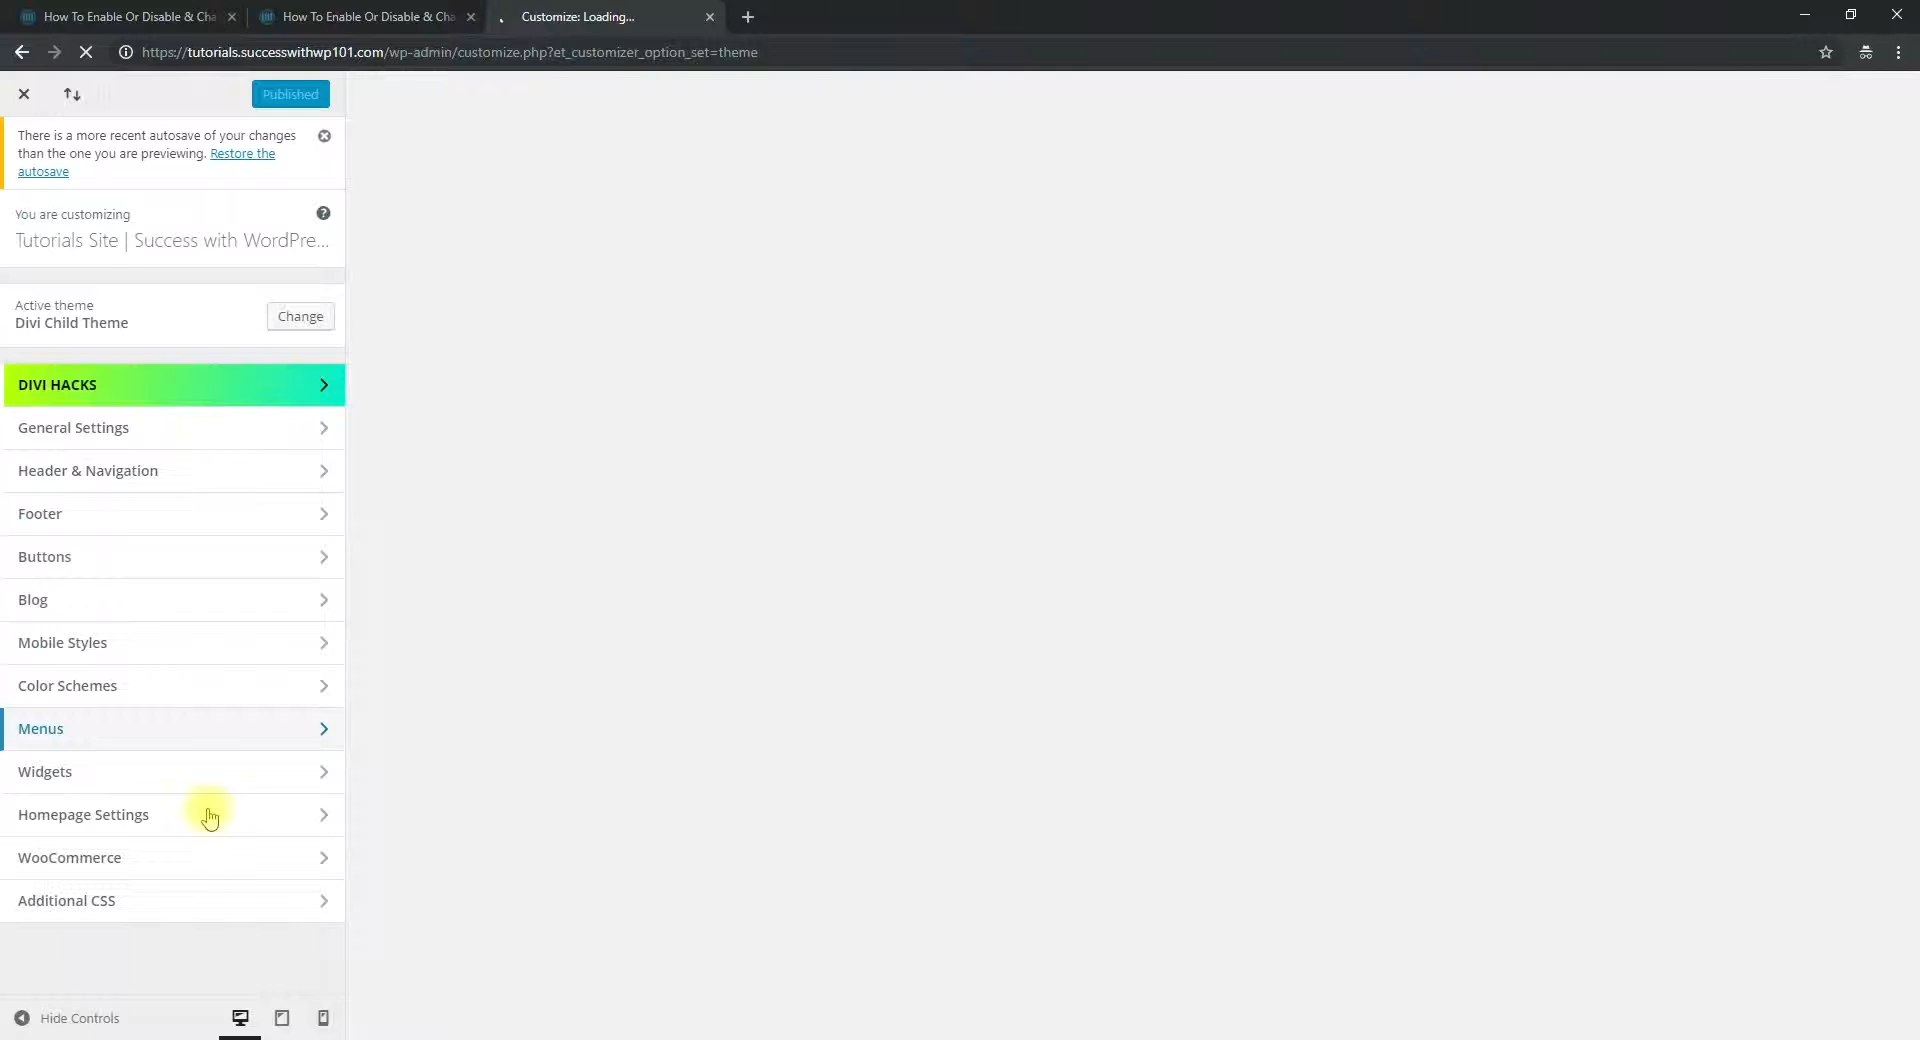 How To Enable Or Disable & Cha
How To Enable Or Disable & Cha
Customize: Loading...
https://tutorials.successwithwp101.com/wp-admin/customize.php?et_customizer_option_set=theme
Published
There is a more recent autosave of your changes
than the one you are previewing. Restore the
autosave
You are customizing
Tutorials Site | Success with WordPre...
Active theme
Divi Child Theme
Change
DIVI HACKS
General Settings
Header & Navigation
Footer
Buttons
Blog
Mobile Styles
Color Schemes
Menus
Widgets
Homepage Settings
WooCommerce
Additional CSS
Hide Controls